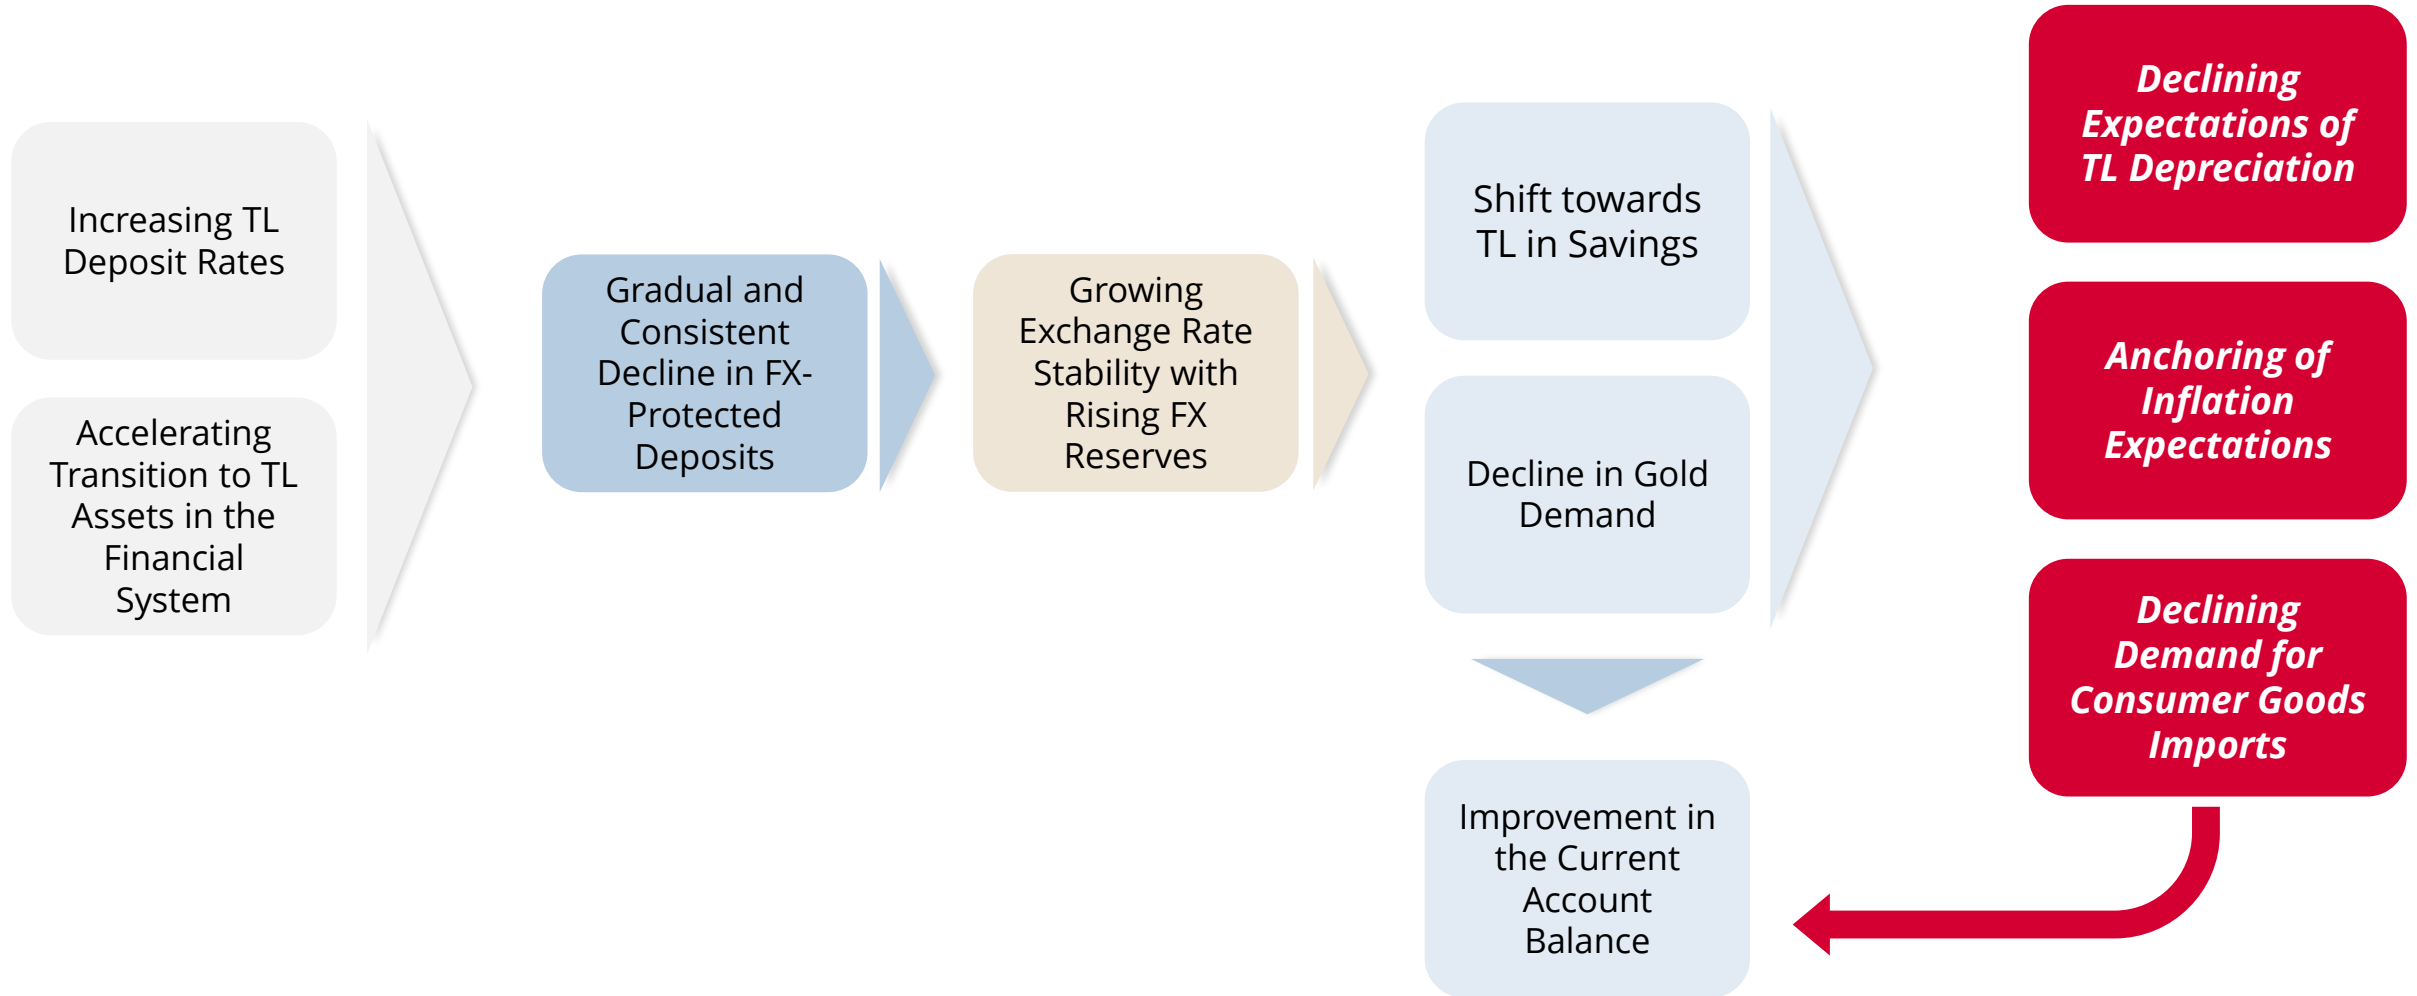 Increasing TL
Deposit Rates
Accelerating
Transition to TL
Assets in the
Financial
System
Gradual and
Consistent
Decline in FX-
Protected
Deposits
Growing
Exchange Rate
Stability with
Rising FX
Reserves
Shift towards
TL in Savings
Decline in Gold
Demand
Improvement in
the Current
Account
Balance
Declining
Expectations of
TL Depreciation
Anchoring of
Inflation
Expectations
Declining
Demand for
Consumer Goods
Imports